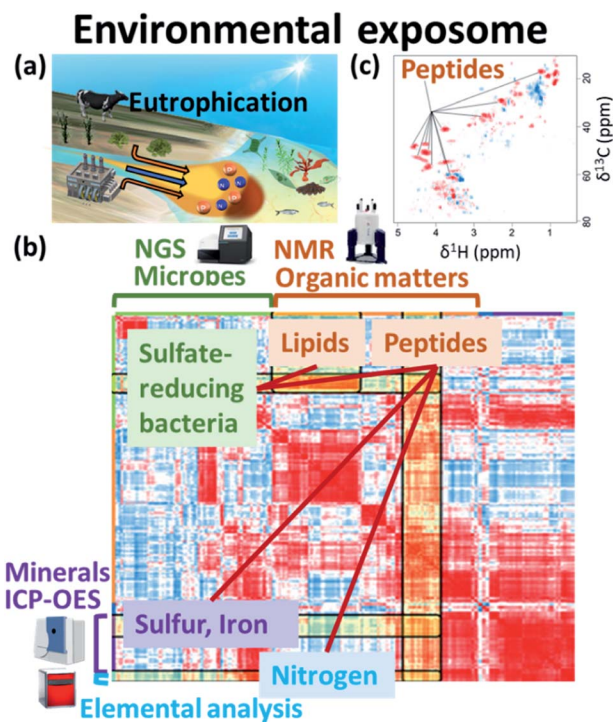 Environmental exposome
(a)
Eutrophication
(c)
Peptides
20
40
60
80
δ¹³C (ppm)
5
4
3
2
1
δ¹H (ppm)
(b)
NGS
Microbes
NMR
Organic matters
Sulfate-
reducing
bacteria
Lipids
Peptides
Minerals
ICP-OES
Sulfur, Iron
Nitrogen
Elemental analysis